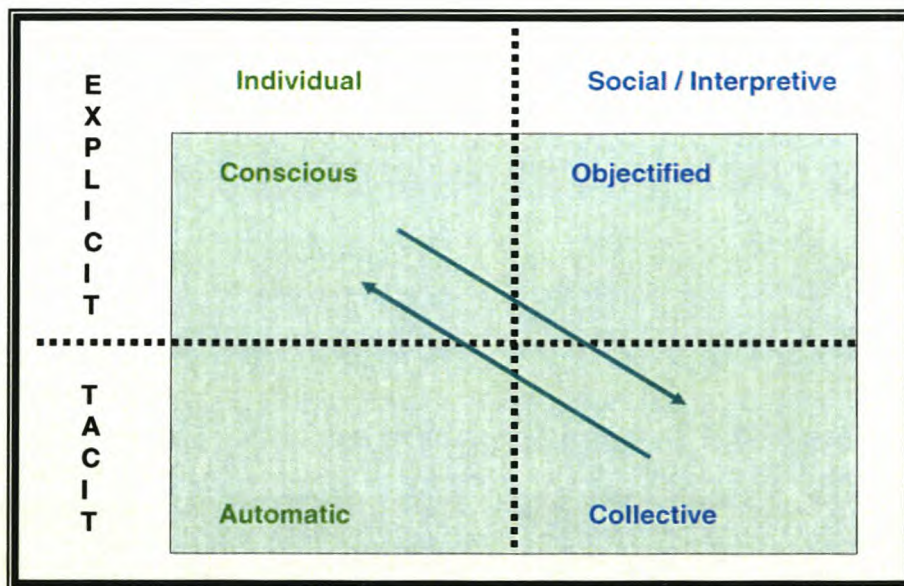 EXPLICIT
Individual
Social / Interpretive
Conscious
Objectified
TACIT
Automatic
Collective